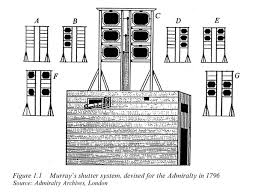 A
B
C
D
E
F
G
Figure 1.1 Murray's shutter system, devised for the Admiralty in 1796
Source: Admiralty Archives, London